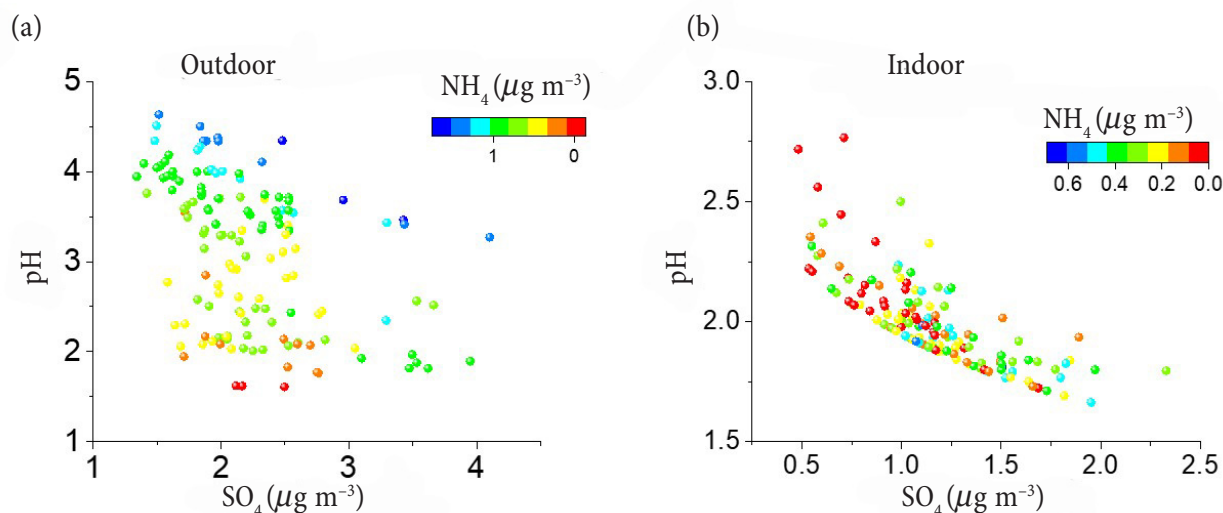 (a)
Outdoor
NH₄ (μg m⁻³)
1 0
5
4
3
2
1
pH
1 2 3 4
SO₄ (μg m⁻³)
(b)
Indoor
NH₄ (μg m⁻³)
0.6 0.4 0.2 0.0
3.0
2.5
2.0
1.5
pH
0.5 1.0 1.5 2.0 2.5
SO₄ (μg m⁻³)